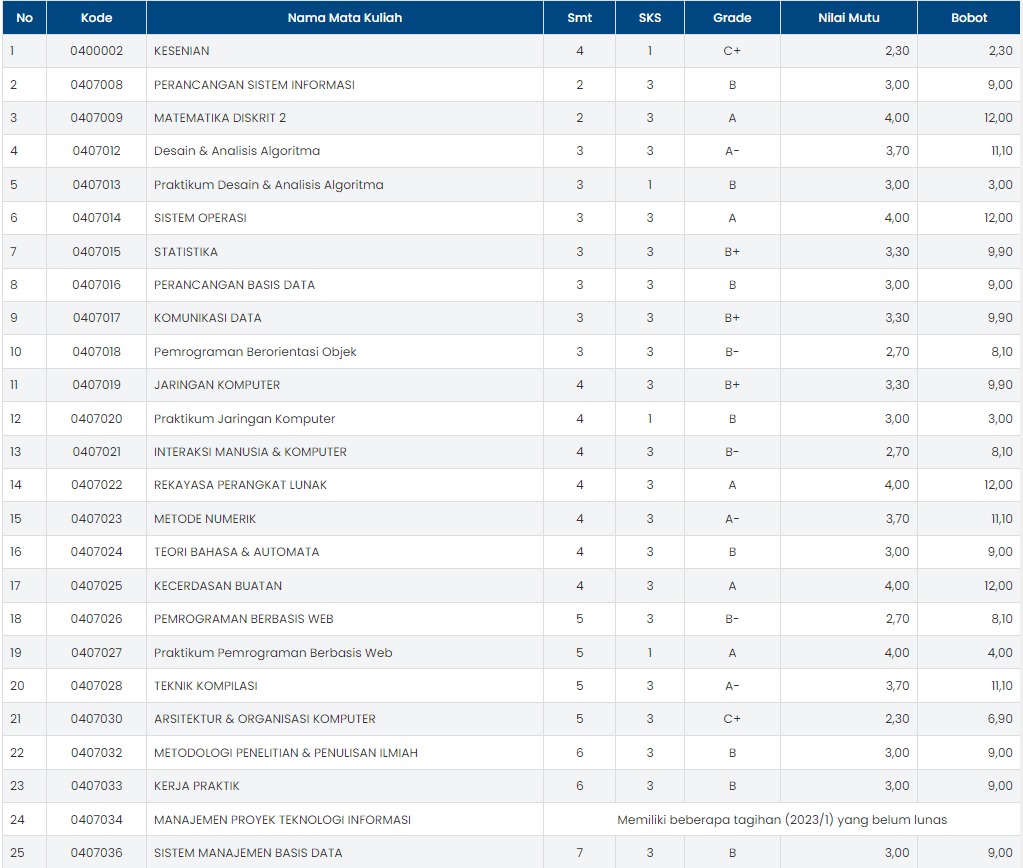 No Kode Nama Mata Kuliah Smt SKS Grade Nilai Mutu Bobot
1 0400002 KESENIAN 4 1 C+ 2,30 2,30
2 0407008 PERANCANGAN SISTEM INFORMASI 2 3 B 3,00 9,00
3 0407009 MATEMATIKA DISKRIT 2 2 3 A 4,00 12,00
4 0407012 Desain & Analisis Algoritma 3 3 A- 3,70 11,10
5 0407013 Praktikum Desain & Analisis Algoritma 3 1 B 3,00 3,00
6 0407014 SISTEM OPERASI 3 3 A 4,00 12,00
7 0407015 STATISTIKA 3 3 B+ 3,30 9,90
8 0407016 PERANCANGAN BASIS DATA 3 3 B 3,00 9,00
9 0407017 KOMUNIKASI DATA 3 3 B+ 3,30 9,90
10 0407018 Pemrograman Berorientasi Objek 3 3 B- 2,70 8,10
11 0407019 JARINGAN KOMPUTER 4 3 B+ 3,30 9,90
12 0407020 Praktikum Jaringan Komputer 4 1 B 3,00 3,00
13 0407021 INTERAKSI MANUSIA & KOMPUTER 4 3 B- 2,70 8,10
14 0407022 REKAYASA PERANGKAT LUNAK 4 3 A 4,00 12,00
15 0407023 METODE NUMERIK 4 3 A- 3,70 11,10
16 0407024 TEORI BAHASA & AUTOMATA 4 3 B 3,00 9,00
17 0407025 KECERDASAN BUATAN 4 3 A 4,00 12,00
18 0407026 PEMROGRAMAN BERBASIS WEB 5 3 B- 2,70 8,10
19 0407027 Praktikum Pemrograman Berbasis Web 5 1 A 4,00 4,00
20 0407028 TEKNIK KOMPILASI 5 3 A- 3,70 11,10
21 0407030 ARSITEKTUR & ORGANISASI KOMPUTER 5 3 C+ 2,30 6,90
22 0407032 METODOLOGI PENELITIAN & PENULISAN ILMIAH 6 3 B 3,00 9,00
23 0407033 KERJA PRAKTIK 6 3 B 3,00 9,00
24 0407034 MANAJEMEN PROYEK TEKNOLOGI INFORMASI Memiliki beberapa tagihan (2023/1) yang belum lunas
25 0407036 SISTEM MANAJEMEN BASIS DATA 7 3 B 3,00 9,00